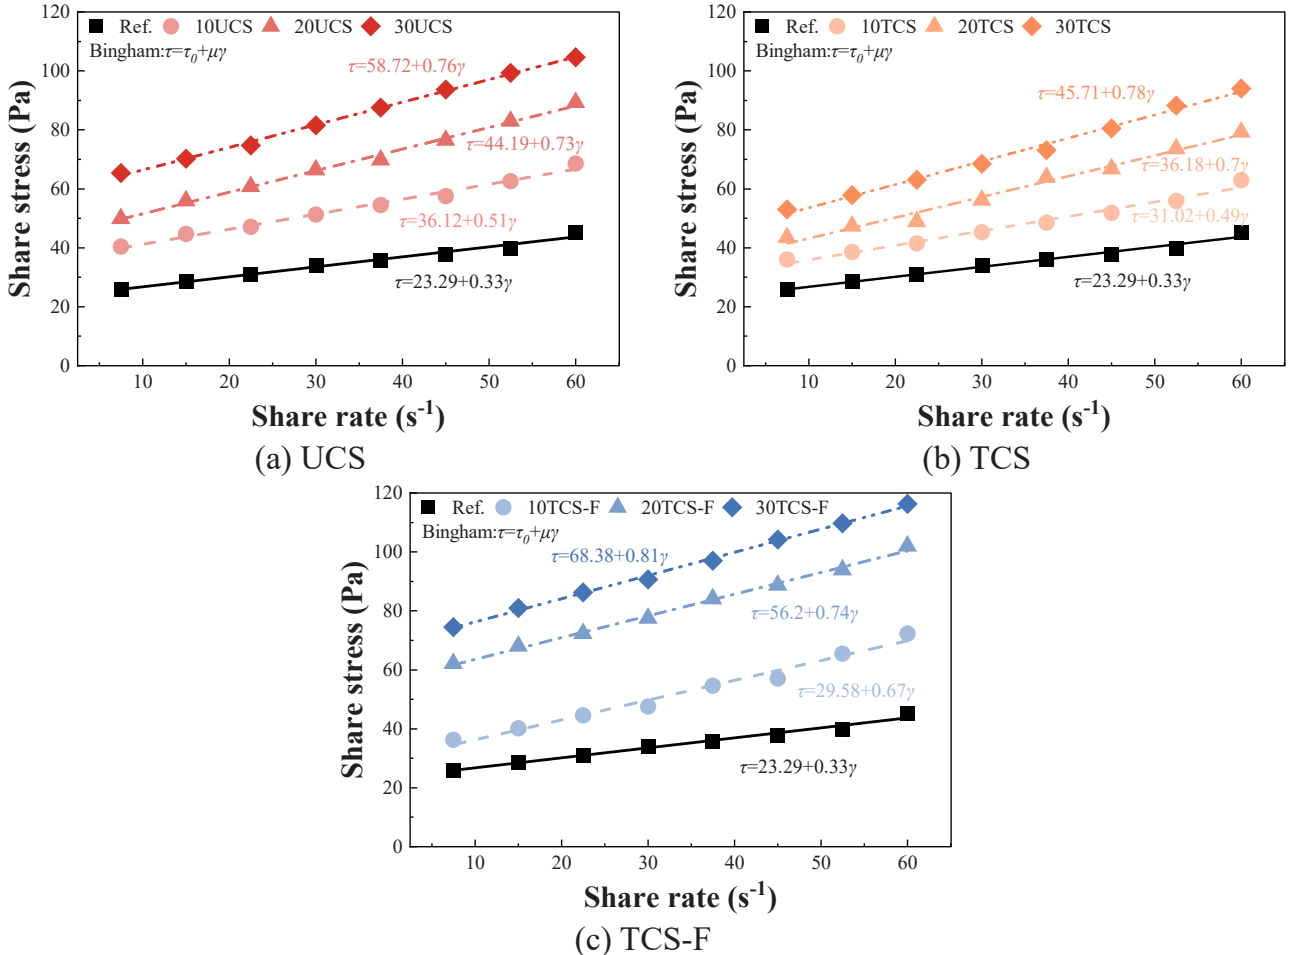 Ref. 10UCS 20UCS 30UCS
Bingham:τ=τ₀+μγ
τ=58.72+0.76γ
τ=44.19+0.73γ
τ=36.12+0.51γ
τ=23.29+0.33γ
Share stress (Pa)
0 20 40 60 80 100 120
10 20 30 40 50 60
Share rate (s⁻¹)
(a) UCS
Ref. 10TCS 20TCS 30TCS
Bingham:τ=τ₀+μγ
τ=45.71+0.78γ
τ=36.18+0.7γ
τ=31.02+0.49γ
τ=23.29+0.33γ
Share stress (Pa)
0 20 40 60 80 100 120
10 20 30 40 50 60
Share rate (s⁻¹)
(b) TCS
Ref. 10TCS-F 20TCS-F 30TCS-F
Bingham:τ=τ₀+μγ
τ=68.38+0.81γ
τ=56.2+0.74γ
τ=29.58+0.67γ
τ=23.29+0.33γ
Share stress (Pa)
0 20 40 60 80 100 120
10 20 30 40 50 60
Share rate (s⁻¹)
(c) TCS-F